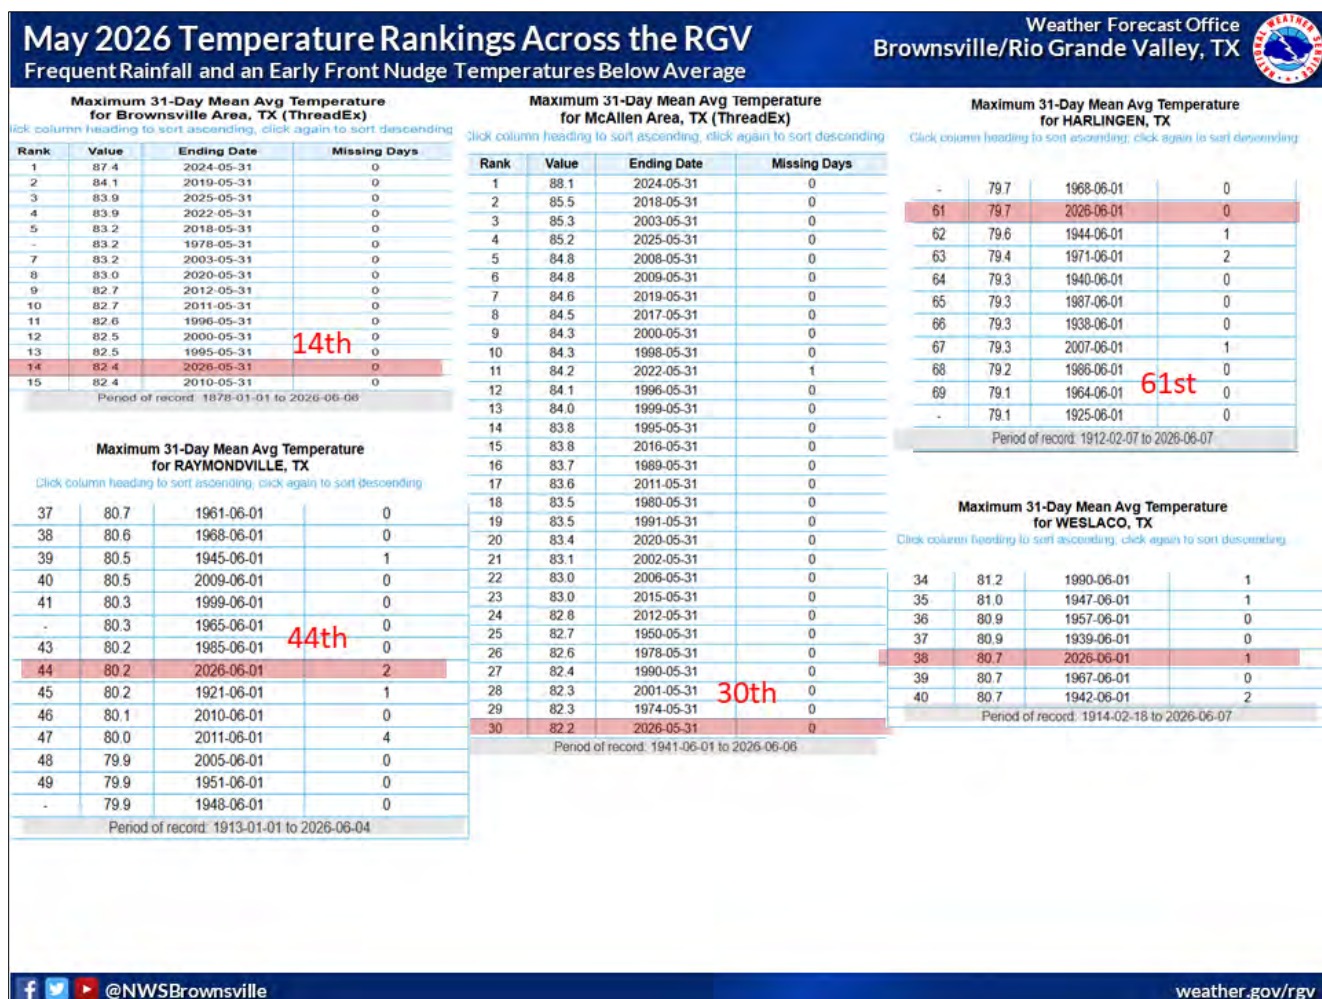 May 2026 Temperature Rankings Across the RGV
Frequent Rainfall and an Early Front Nudge Temperatures Below Average
Weather Forecast Office
Brownsville/Rio Grande Valley, TX
NATIONAL WEATHER SERVICE
Maximum 31-Day Mean Avg Temperature
for Brownsville Area, TX (ThreadEx)
lick column heading to sort ascending, click again to sort descending
Rank Value Ending Date Missing Days
1 87.4 2024-05-31 0
2 84.1 2019-05-31 0
3 83.9 2025-05-31 0
4 83.9 2022-05-31 0
5 83.2 2018-05-31 0
- 83.2 1978-05-31 0
7 83.2 2003-05-31 0
8 83.0 2020-05-31 0
9 82.7 2012-05-31 0
10 82.7 2011-05-31 0
11 82.6 1996-05-31 0
12 82.5 2000-05-31 0
13 82.5 1995-05-31 0
14th
14 82.4 2026-05-31 0
15 82.4 2010-05-31 0
Period of record: 1878-01-01 to 2026-06-06
Maximum 31-Day Mean Avg Temperature
for RAYMONDVILLE, TX
Click column heading to sort ascending, click again to sort descending
37 80.7 1961-06-01 0
38 80.6 1968-06-01 0
39 80.5 1945-06-01 1
40 80.5 2009-06-01 0
41 80.3 1999-06-01 0
- 80.3 1965-06-01 0
44th
43 80.2 1985-06-01 0
44 80.2 2026-06-01 2
45 80.2 1921-06-01 1
46 80.1 2010-06-01 0
47 80.0 2011-06-01 4
48 79.9 2005-06-01 0
49 79.9 1951-06-01 0
- 79.9 1948-06-01 0
Period of record: 1913-01-01 to 2026-06-04
Maximum 31-Day Mean Avg Temperature
for McAllen Area, TX (ThreadEx)
Click column heading to sort ascending, click again to sort descending
Rank Value Ending Date Missing Days
1 88.1 2024-05-31 0
2 85.5 2018-05-31 0
3 85.3 2003-05-31 0
4 85.2 2025-05-31 0
5 84.8 2008-05-31 0
6 84.8 2009-05-31 0
7 84.6 2019-05-31 0
8 84.5 2017-05-31 0
9 84.3 2000-05-31 0
10 84.3 1998-05-31 0
11 84.2 2022-05-31 1
12 84.1 1996-05-31 0
13 84.0 1999-05-31 0
14 83.8 1995-05-31 0
15 83.8 2016-05-31 0
16 83.7 1989-05-31 0
17 83.6 2011-05-31 0
18 83.5 1980-05-31 0
19 83.5 1991-05-31 0
20 83.4 2020-05-31 0
21 83.1 2002-05-31 0
22 83.0 2006-05-31 0
23 83.0 2015-05-31 0
24 82.8 2012-05-31 0
25 82.7 1950-05-31 0
26 82.6 1978-05-31 0
27 82.4 1990-05-31 0
28 82.3 2001-05-31 0
30th
29 82.3 1974-05-31 0
30 82.2 2026-05-31 0
Period of record: 1941-06-01 to 2026-06-06
Maximum 31-Day Mean Avg Temperature
for HARLINGEN, TX
Click column heading to sort ascending, click again to sort descending
- 79.7 1968-06-01 0
61 79.7 2026-06-01 0
62 79.6 1944-06-01 1
63 79.4 1971-06-01 2
64 79.3 1940-06-01 0
65 79.3 1987-06-01 0
66 79.3 1938-06-01 0
67 79.3 2007-06-01 1
68 79.2 1986-06-01 0
61st
69 79.1 1964-06-01 0
- 79.1 1925-06-01 0
Period of record: 1912-02-07 to 2026-06-07
Maximum 31-Day Mean Avg Temperature
for WESLACO, TX
Click column heading to sort ascending, click again to sort descending
34 81.2 1990-06-01 1
35 81.0 1947-06-01 1
36 80.9 1957-06-01 0
37 80.9 1939-06-01 0
38 80.7 2026-06-01 1
39 80.7 1967-06-01 0
40 80.7 1942-06-01 2
Period of record: 1914-02-18 to 2026-06-07
@NWSBrownsville
weather.gov/rgv